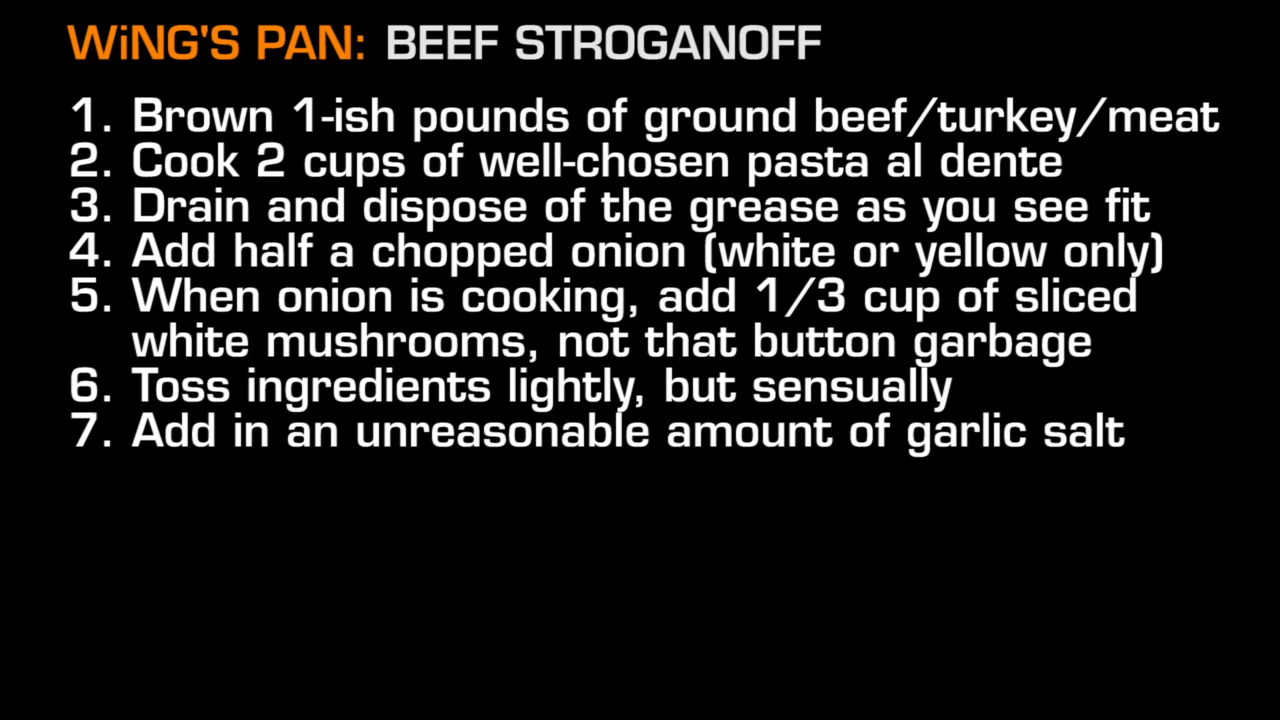 WiNG'S PAN: BEEF STROGANOFF
1. Brown 1-ish pounds of ground beef/turkey/meat
2. Cook 2 cups of well-chosen pasta al dente
3. Drain and dispose of the grease as you see fit
4. Add half a chopped onion (white or yellow only)
5. When onion is cooking, add 1/3 cup of sliced
white mushrooms, not that button garbage
6. Toss ingredients lightly, but sensually
7. Add in an unreasonable amount of garlic salt